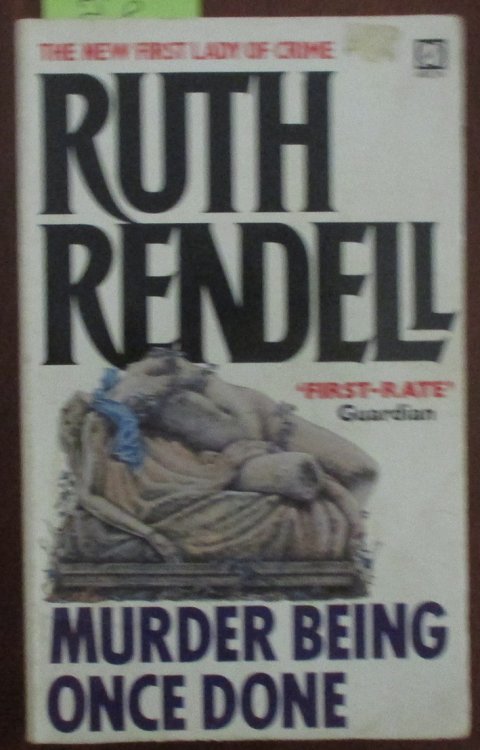 THE NEW FIRST LADY OF CRIME
RUTH
RENDELL
'FIRST-RATE'
Guardian
MURDER BEING
ONCE DONE